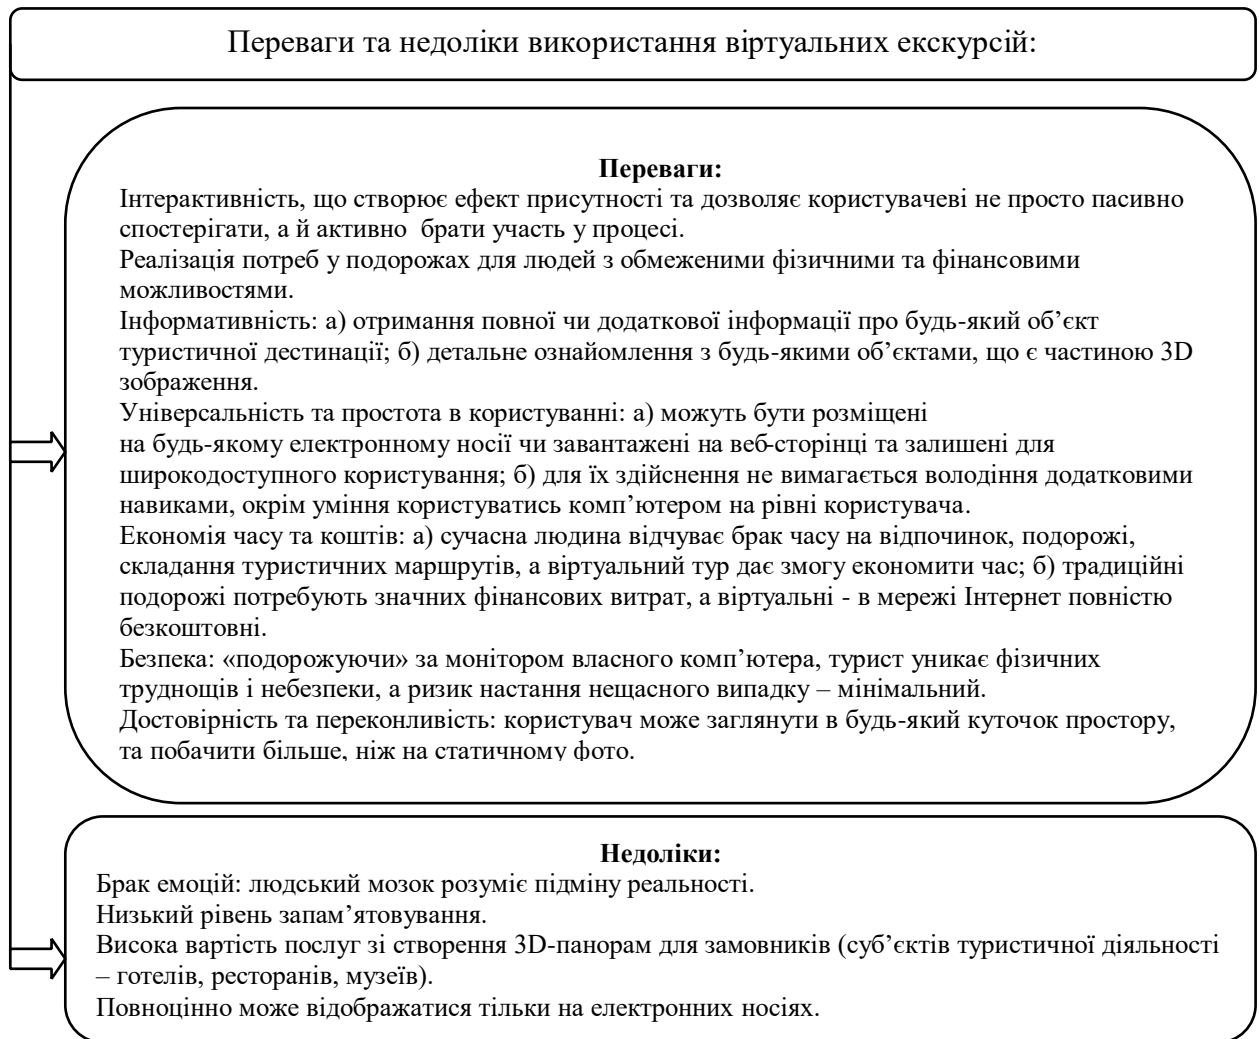 Переваги та недоліки використання віртуальних екскурсій:
Переваги:
Інтерактивність, що створює ефект присутності та дозволяє користувачеві не просто пасивно
спостерігати, а й активно брати участь у процесі.
Реалізація потреб у подорожах для людей з обмеженими фізичними та фінансовими
можливостями.
Інформативність: а) отримання повної чи додаткової інформації про будь-який об’єкт
туристичної дестинації; б) детальне ознайомлення з будь-якими об’єктами, що є частиною 3D
зображення.
Універсальність та простота в користуванні: а) можуть бути розміщені
на будь-якому електронному носії чи завантажені на веб-сторінці та залишені для
широкодоступного користування; б) для їх здійснення не вимагається володіння додатковими
навиками, окрім уміння користуватись комп’ютером на рівні користувача.
Економія часу та коштів: а) сучасна людина відчуває брак часу на відпочинок, подорожі,
складання туристичних маршрутів, а віртуальний тур дає змогу економити час; б) традиційні
подорожі потребують значних фінансових витрат, а віртуальні - в мережі Інтернет повністю
безкоштовні.
Безпека: «подорожуючи» за монітором власного комп’ютера, турист уникає фізичних
труднощів і небезпеки, а ризик настання нещасного випадку – мінімальний.
Достовірність та переконливість: користувач може заглянути в будь-який куточок простору,
та побачити більше, ніж на статичному фото.
Недоліки:
Брак емоцій: людський мозок розуміє підміну реальності.
Низький рівень запам’ятовування.
Висока вартість послуг зі створення 3D-панорам для замовників (суб’єктів туристичної діяльності
– готелів, ресторанів, музеїв).
Повноцінно може відображатися тільки на електронних носіях.